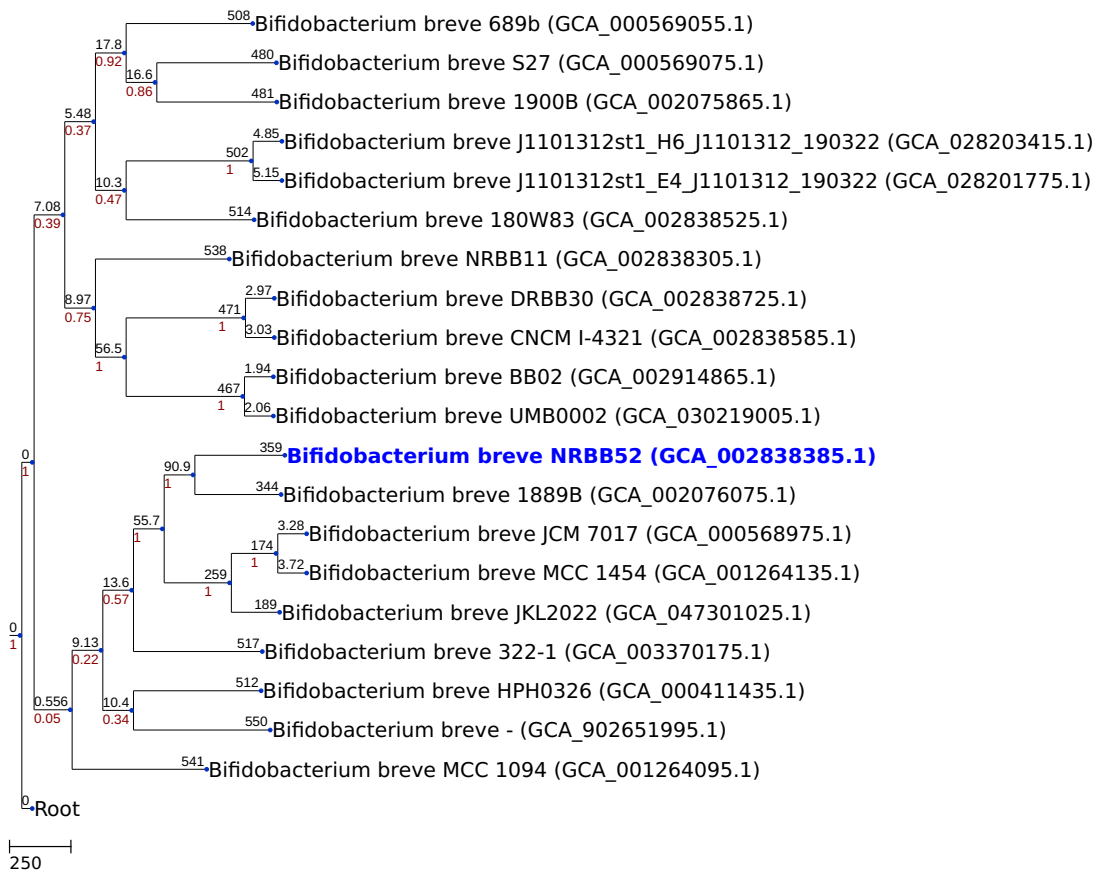 508 Bifidobacterium breve 689b (GCA_000569055.1)
17.8
0.92
480 Bifidobacterium breve S27 (GCA_000569075.1)
16.6
0.86
481 Bifidobacterium breve 1900B (GCA_002075865.1)
5.48
0.37
4.85 Bifidobacterium breve J1101312st1_H6_J1101312_190322 (GCA_028203415.1)
502
1
5.15 Bifidobacterium breve J1101312st1_E4_J1101312_190322 (GCA_028201775.1)
10.3
0.47
514 Bifidobacterium breve 180W83 (GCA_002838525.1)
7.08
0.39
538 Bifidobacterium breve NRBB11 (GCA_002838305.1)
8.97
0.75
2.97 Bifidobacterium breve DRBB30 (GCA_002838725.1)
471
1
3.03 Bifidobacterium breve CNCM I-4321 (GCA_002838585.1)
56.5
1
1.94 Bifidobacterium breve BB02 (GCA_002914865.1)
467
1
2.06 Bifidobacterium breve UMB0002 (GCA_030219005.1)
0
1
359 Bifidobacterium breve NRBB52 (GCA_002838385.1)
90.9
1
344 Bifidobacterium breve 1889B (GCA_002076075.1)
55.7
1
3.28 Bifidobacterium breve JCM 7017 (GCA_000568975.1)
174
1
3.72 Bifidobacterium breve MCC 1454 (GCA_001264135.1)
259
1
13.6
0.57
189 Bifidobacterium breve JKL2022 (GCA_047301025.1)
0
1
9.13
0.22
517 Bifidobacterium breve 322-1 (GCA_003370175.1)
512 Bifidobacterium breve HPH0326 (GCA_000411435.1)
10.4
0.34
0.556
0.05
550 Bifidobacterium breve - (GCA_902651995.1)
541 Bifidobacterium breve MCC 1094 (GCA_001264095.1)
0 Root
250